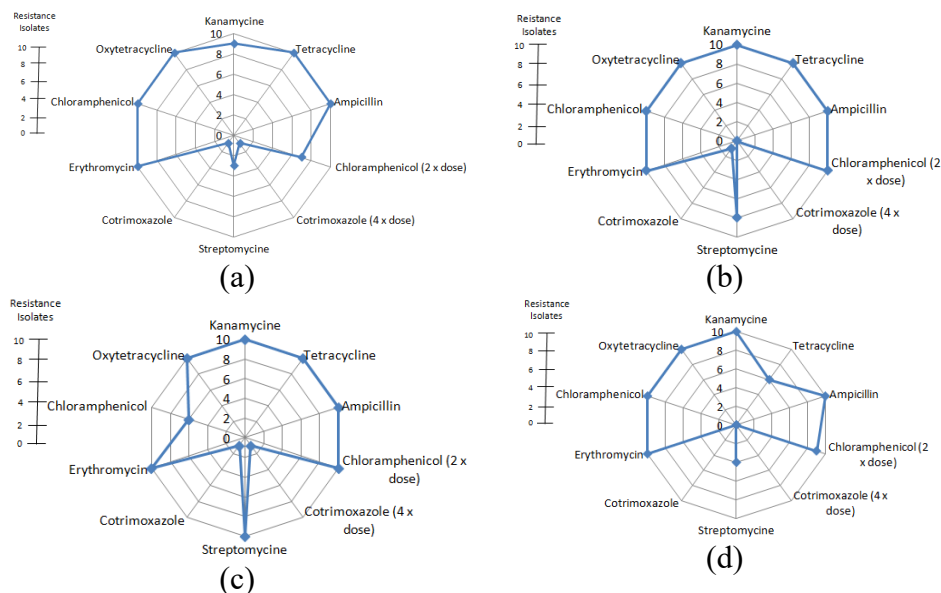 Resistance
Isolates
10
8
6
4
2
0
Kanamycine
10
8
6
4
2
0
Tetracycline
Ampicillin
Chloramphenicol (2 x dose)
Cotrimoxazole (4 x dose)
Streptomycine
Cotrimoxazole
Erythromycin
Chloramphenicol
Oxytetracycline
(a)
Resistance
Isolates
10
8
6
4
2
0
Kanamycine
10
8
6
4
2
0
Tetracycline
Ampicillin
Chloramphenicol (2
x dose)
Cotrimoxazole (4 x
dose)
Streptomycine
Cotrimoxazole
Erythromycin
Chloramphenicol
Oxytetracycline
(b)
Resistance
Isolates
10
8
6
4
2
0
Kanamycine
10
8
6
4
2
0
Tetracycline
Ampicillin
Chloramphenicol (2 x
dose)
Cotrimoxazole (4 x
dose)
Streptomycine
Cotrimoxazole
Erythromycin
Chloramphenicol
Oxytetracycline
(c)
Resistance
Isolates
10
8
6
4
2
0
Kanamycine
10
8
6
4
2
0
Tetracycline
Ampicillin
Chloramphenicol (2
x dose)
Cotrimoxazole (4 x
dose)
Streptomycine
Cotrimoxazole
Erythromycin
Chloramphenicol
Oxytetracycline
(d)